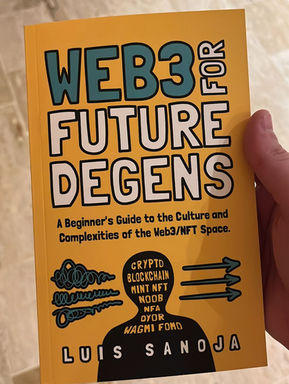 WEB3 FOR
FUTURE
DEGENS
A Beginner's Guide to the Culture and
Complexities of the Web3/NFT Space.
CRYPTO
BLOCKCHAIN
MINT NFT
NOOB
NFA
DYOR
WAGMI FOMO
LUIS SANOJA